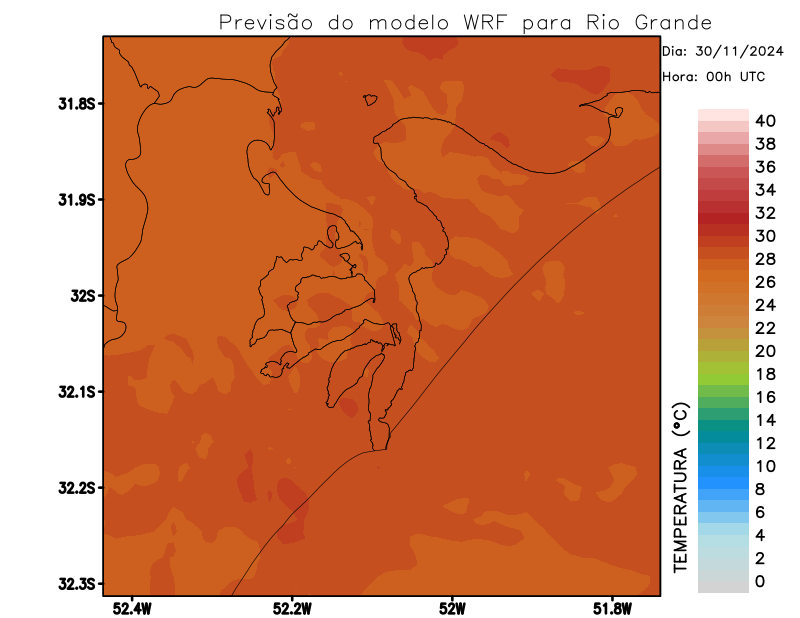 Previsão do modelo WRF para Rio Grande
Dia: 30/11/2024
Hora: 00h UTC
31.8S
31.9S
32S
32.1S
32.2S
32.3S
52.4W
52.2W
52W
51.8W
TEMPERATURA (°C)
40
38
36
34
32
30
28
26
24
22
20
18
16
14
12
10
8
6
4
2
0